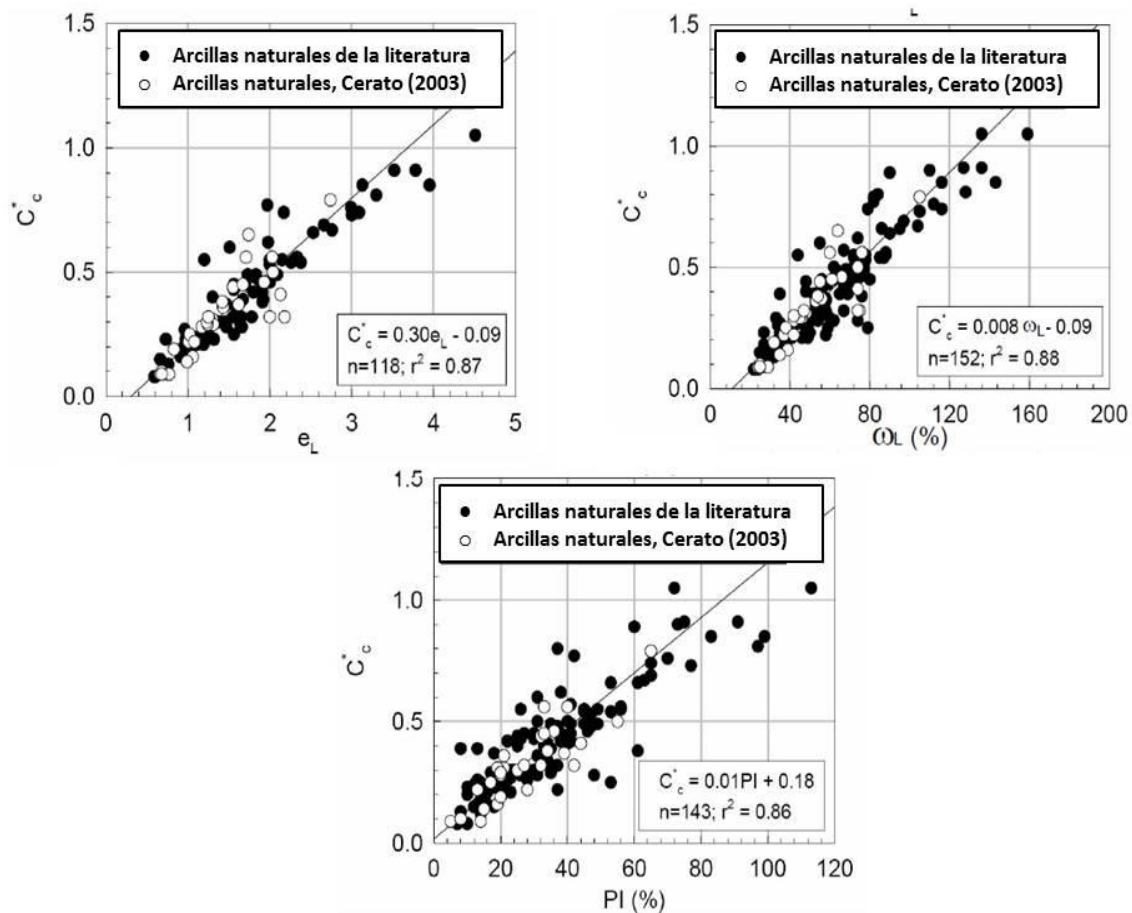 L
1.5
Arcillas naturales de la literatura
Arcillas naturales, Cerato (2003)
1.0
C*c
0.5
C*c = 0.30eL - 0.09
n=118; r² = 0.87
0.0
0 1 2 3 4 5
eL
1.5
Arcillas naturales de la literatura
Arcillas naturales, Cerato (2003)
1.0
C*c
0.5
C*c = 0.008 ωL - 0.09
n=152; r² = 0.88
0.0
0 40 80 120 160 200
ωL (%)
1.5
Arcillas naturales de la literatura
Arcillas naturales, Cerato (2003)
1.0
C*c
0.5
C*c = 0.01PI + 0.18
n=143; r² = 0.86
0.0
0 20 40 60 80 100 120
PI (%)